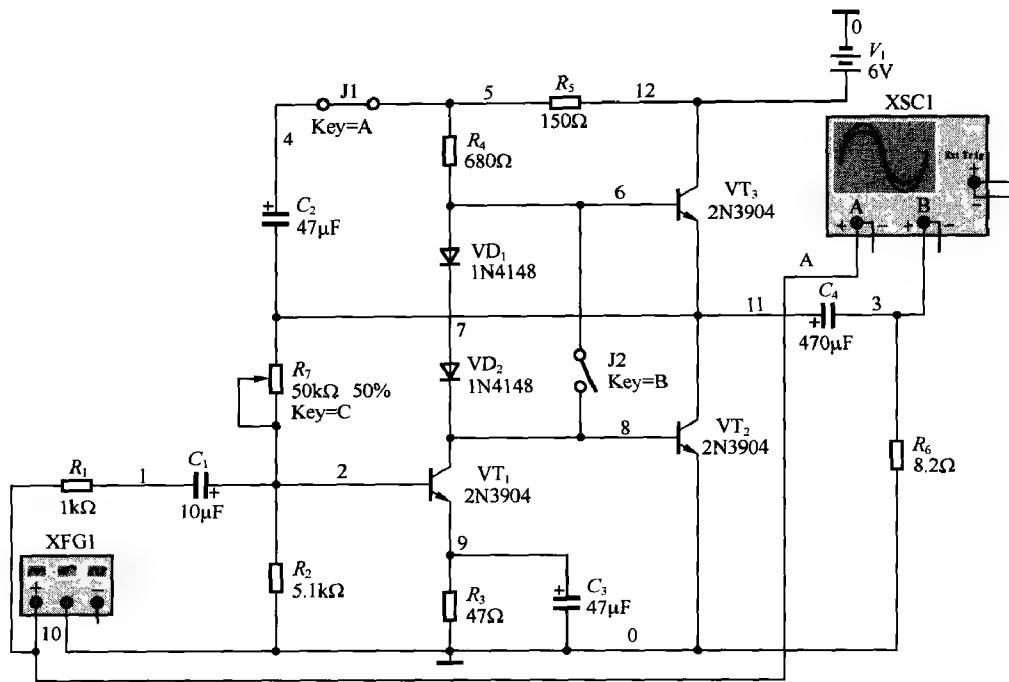 0
V1
6V
J1
Key=A
5
R5
150Ω
12
XSC1
Ext Trig
+
−
A
B
+ − + −
4
R4
680Ω
6
VT3
2N3904
+
C2
47μF
VD1
1N4148
A
7
11
C4
+
470μF
3
R7
50kΩ 50%
Key=C
VD2
1N4148
J2
Key=B
8
VT2
2N3904
R6
8.2Ω
R1
1kΩ
1
C1
+
10μF
2
VT1
2N3904
XFG1
+ −
10
R2
5.1kΩ
9
R3
47Ω
+
C3
47μF
0